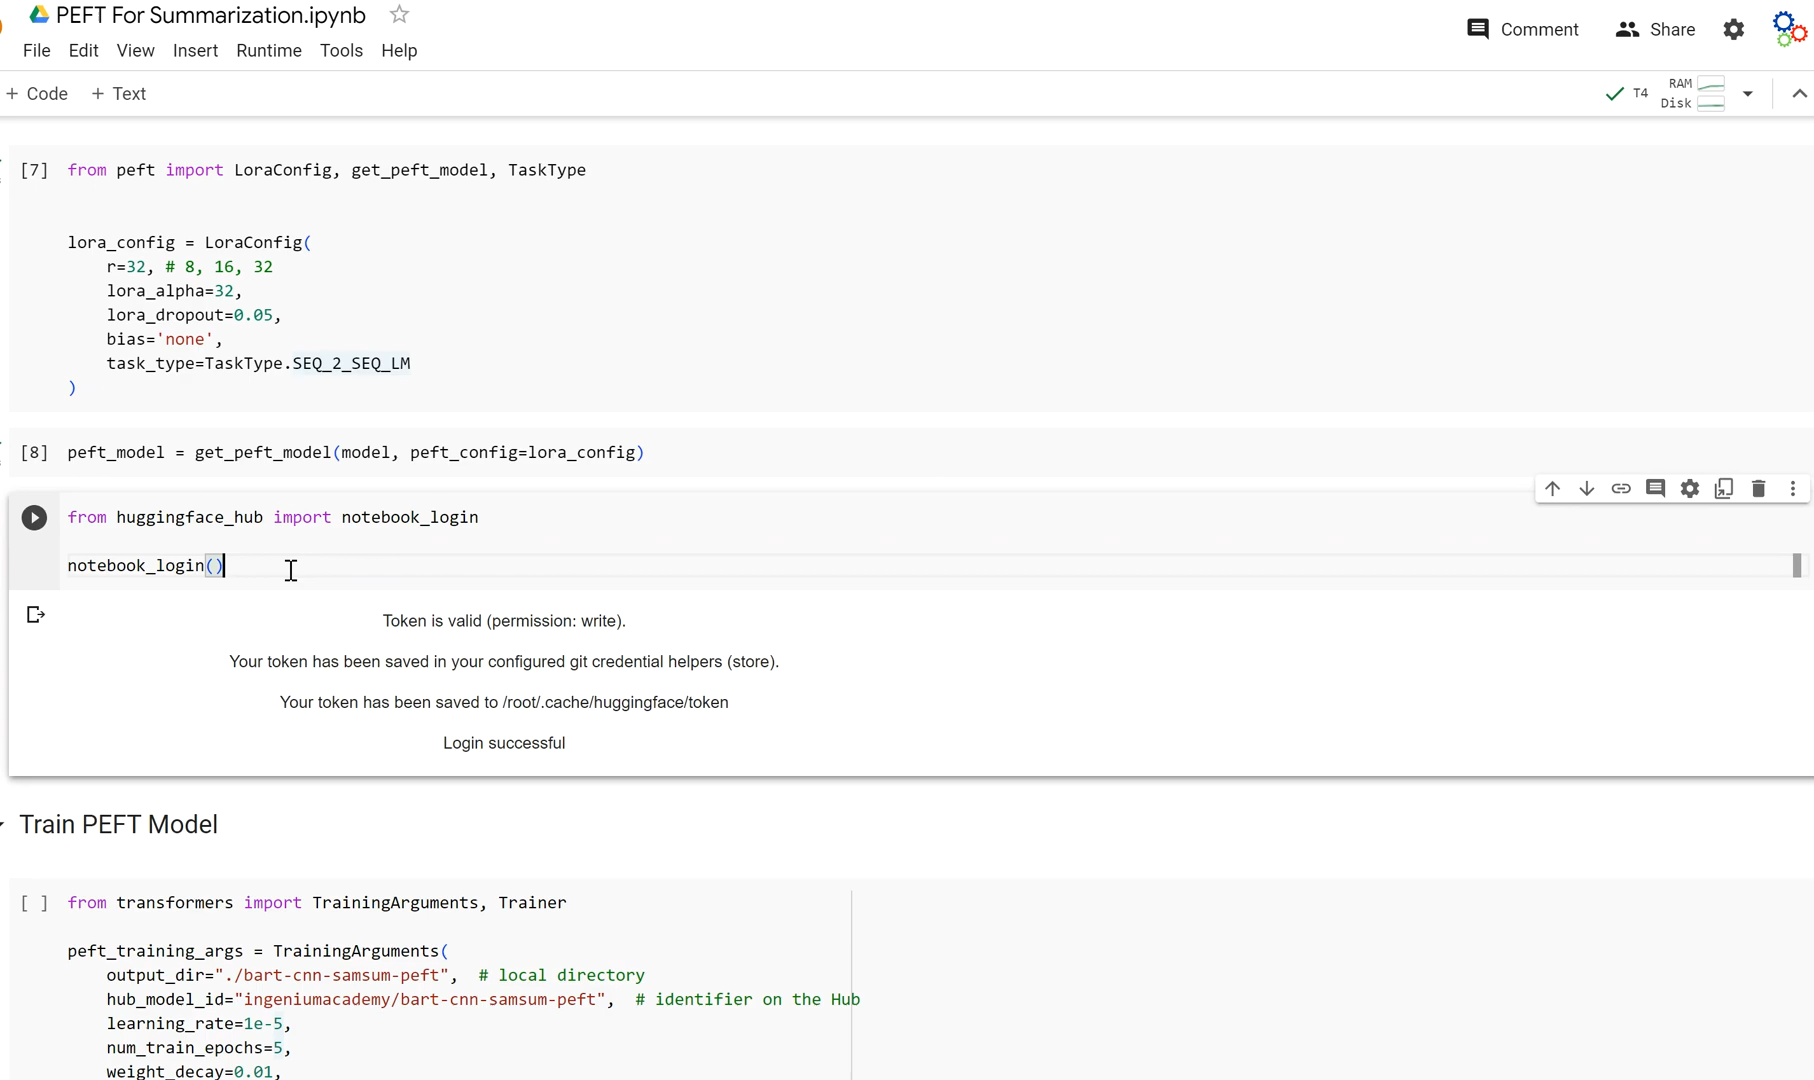 PEFT For Summarization.ipynb
File Edit View Insert Runtime Tools Help
Comment Share
+ Code + Text
T4 RAM Disk
[7] from peft import LoraConfig, get_peft_model, TaskType
lora_config = LoraConfig(
r=32, # 8, 16, 32
lora_alpha=32,
lora_dropout=0.05,
bias='none',
task_type=TaskType.SEQ_2_SEQ_LM
)
[8] peft_model = get_peft_model(model, peft_config=lora_config)
from huggingface_hub import notebook_login
notebook_login()
Token is valid (permission: write).
Your token has been saved in your configured git credential helpers (store).
Your token has been saved to /root/.cache/huggingface/token
Login successful
Train PEFT Model
[ ] from transformers import TrainingArguments, Trainer
peft_training_args = TrainingArguments(
output_dir="./bart-cnn-samsum-peft", # local directory
hub_model_id="ingeniumacademy/bart-cnn-samsum-peft", # identifier on the Hub
learning_rate=1e-5,
num_train_epochs=5,
weight_decay=0.01,